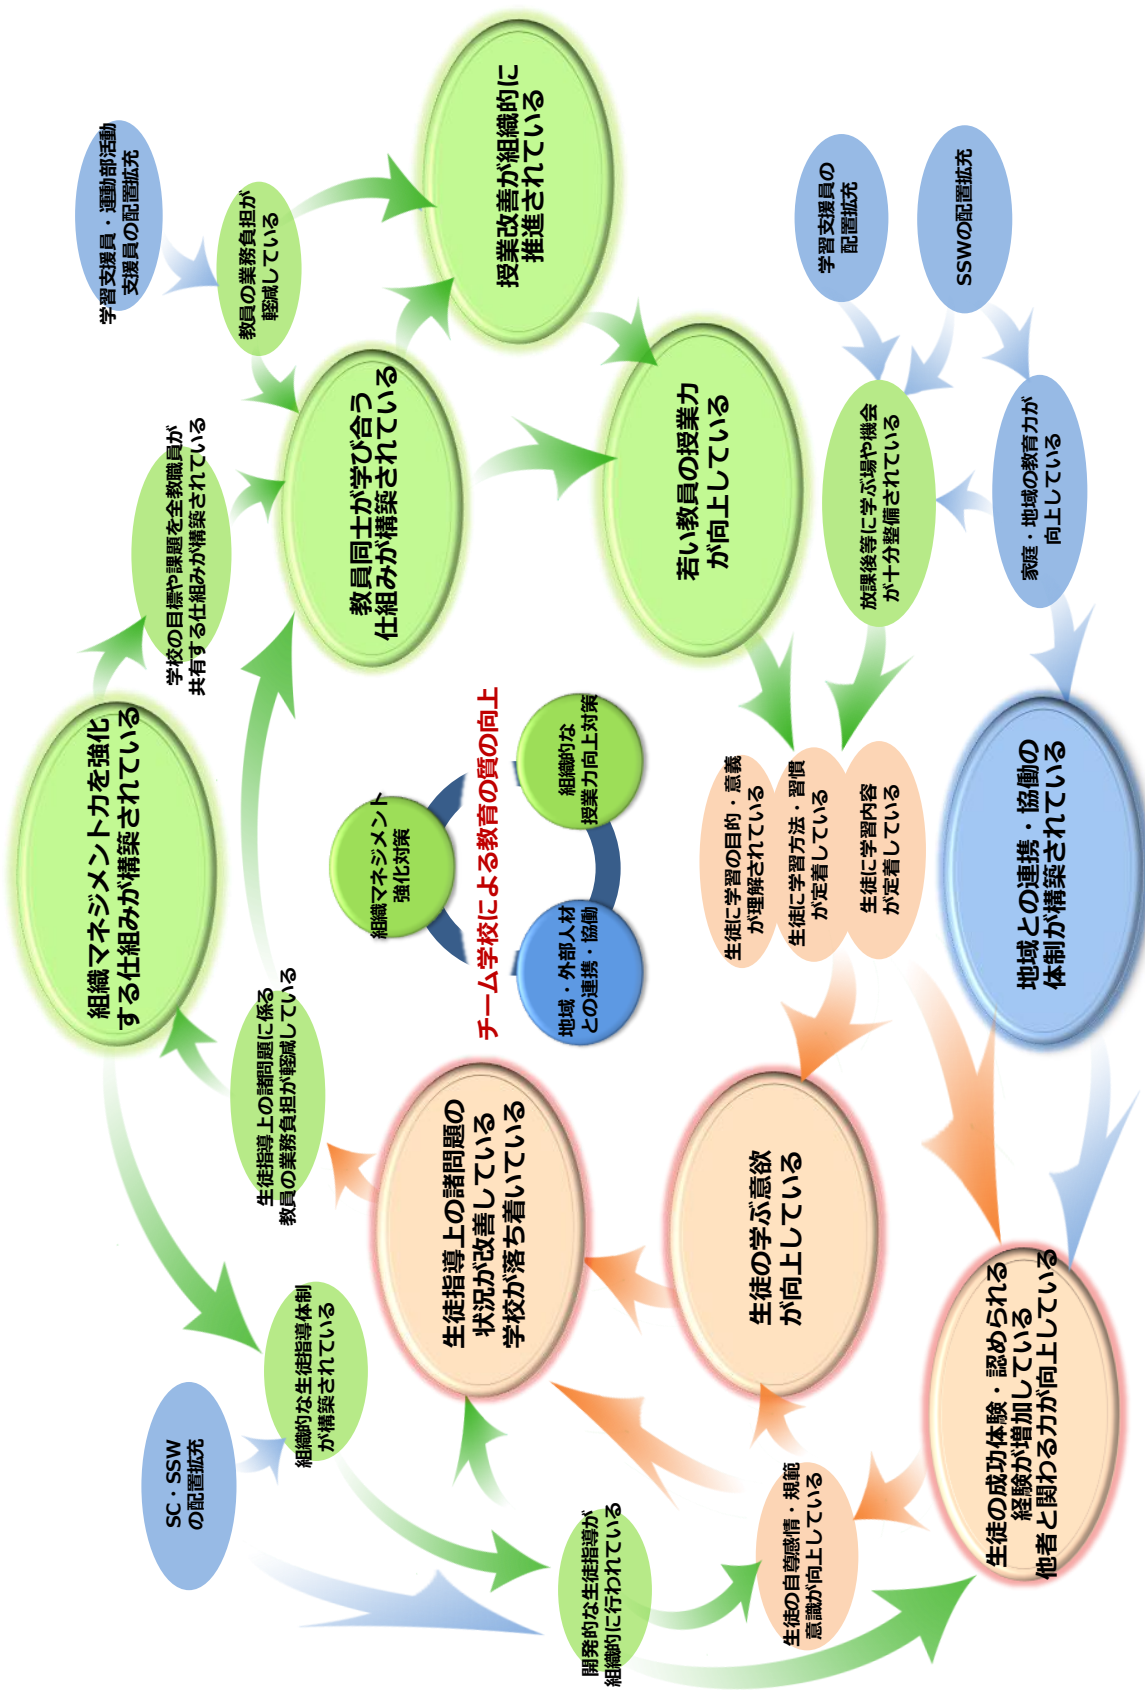 組織マネジメント力を強化
する仕組みが構築されている
学校の目標や課題を全教職員が
共有する仕組みが構築されている
学習支援員・運動部活動
支援員の配置拡充
教員の業務負担が
軽減している
教員同士が学び合う
仕組みが構築されている
授業改善が組織的に
推進されている
若い教員の授業力
が向上している
学習支援員の
配置拡充
SSWの配置拡充
放課後等に学ぶ場や機会
が十分整備されている
家庭・地域の教育力が
向上している
地域との連携・協働の
体制が構築されている
生徒に学習の目的・意義
が理解されている
生徒に学習方法・習慣
が定着している
生徒に学習内容
が定着している
組織マネジメント
強化対策
チーム学校による教育の質の向上
地域・外部人材
との連携・協働
組織的な
授業力向上対策
生徒指導上の諸問題に係る
教員の業務負担が軽減している
生徒指導上の諸問題の
状況が改善している
学校が落ち着いている
生徒の学ぶ意欲
が向上している
SC・SSW
の配置拡充
組織的な生徒指導体制
が構築されている
開発的な生徒指導が
組織的に行われている
生徒の自尊感情・規範
意識が向上している
生徒の成功体験・認められる
経験が増加している
他者と関わる力が向上している